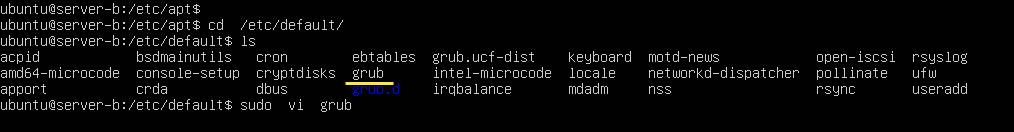 ubuntu@server-b:/etc/apt$
ubuntu@server-b:/etc/apt$ cd  /etc/default/
ubuntu@server-b:/etc/default$ ls
acpid            bsdmainutils   cron        ebtables  grub.ucf-dist    keyboard  motd-news            open-iscsi  rsyslog
amd64-microcode  console-setup  cryptdisks  grub      intel-microcode  locale    networkd-dispatcher  pollinate   ufw
apport           crda           dbus        grub.d    irqbalance       mdadm     nss                  rsync       useradd
ubuntu@server-b:/etc/default$ sudo  vi  grub